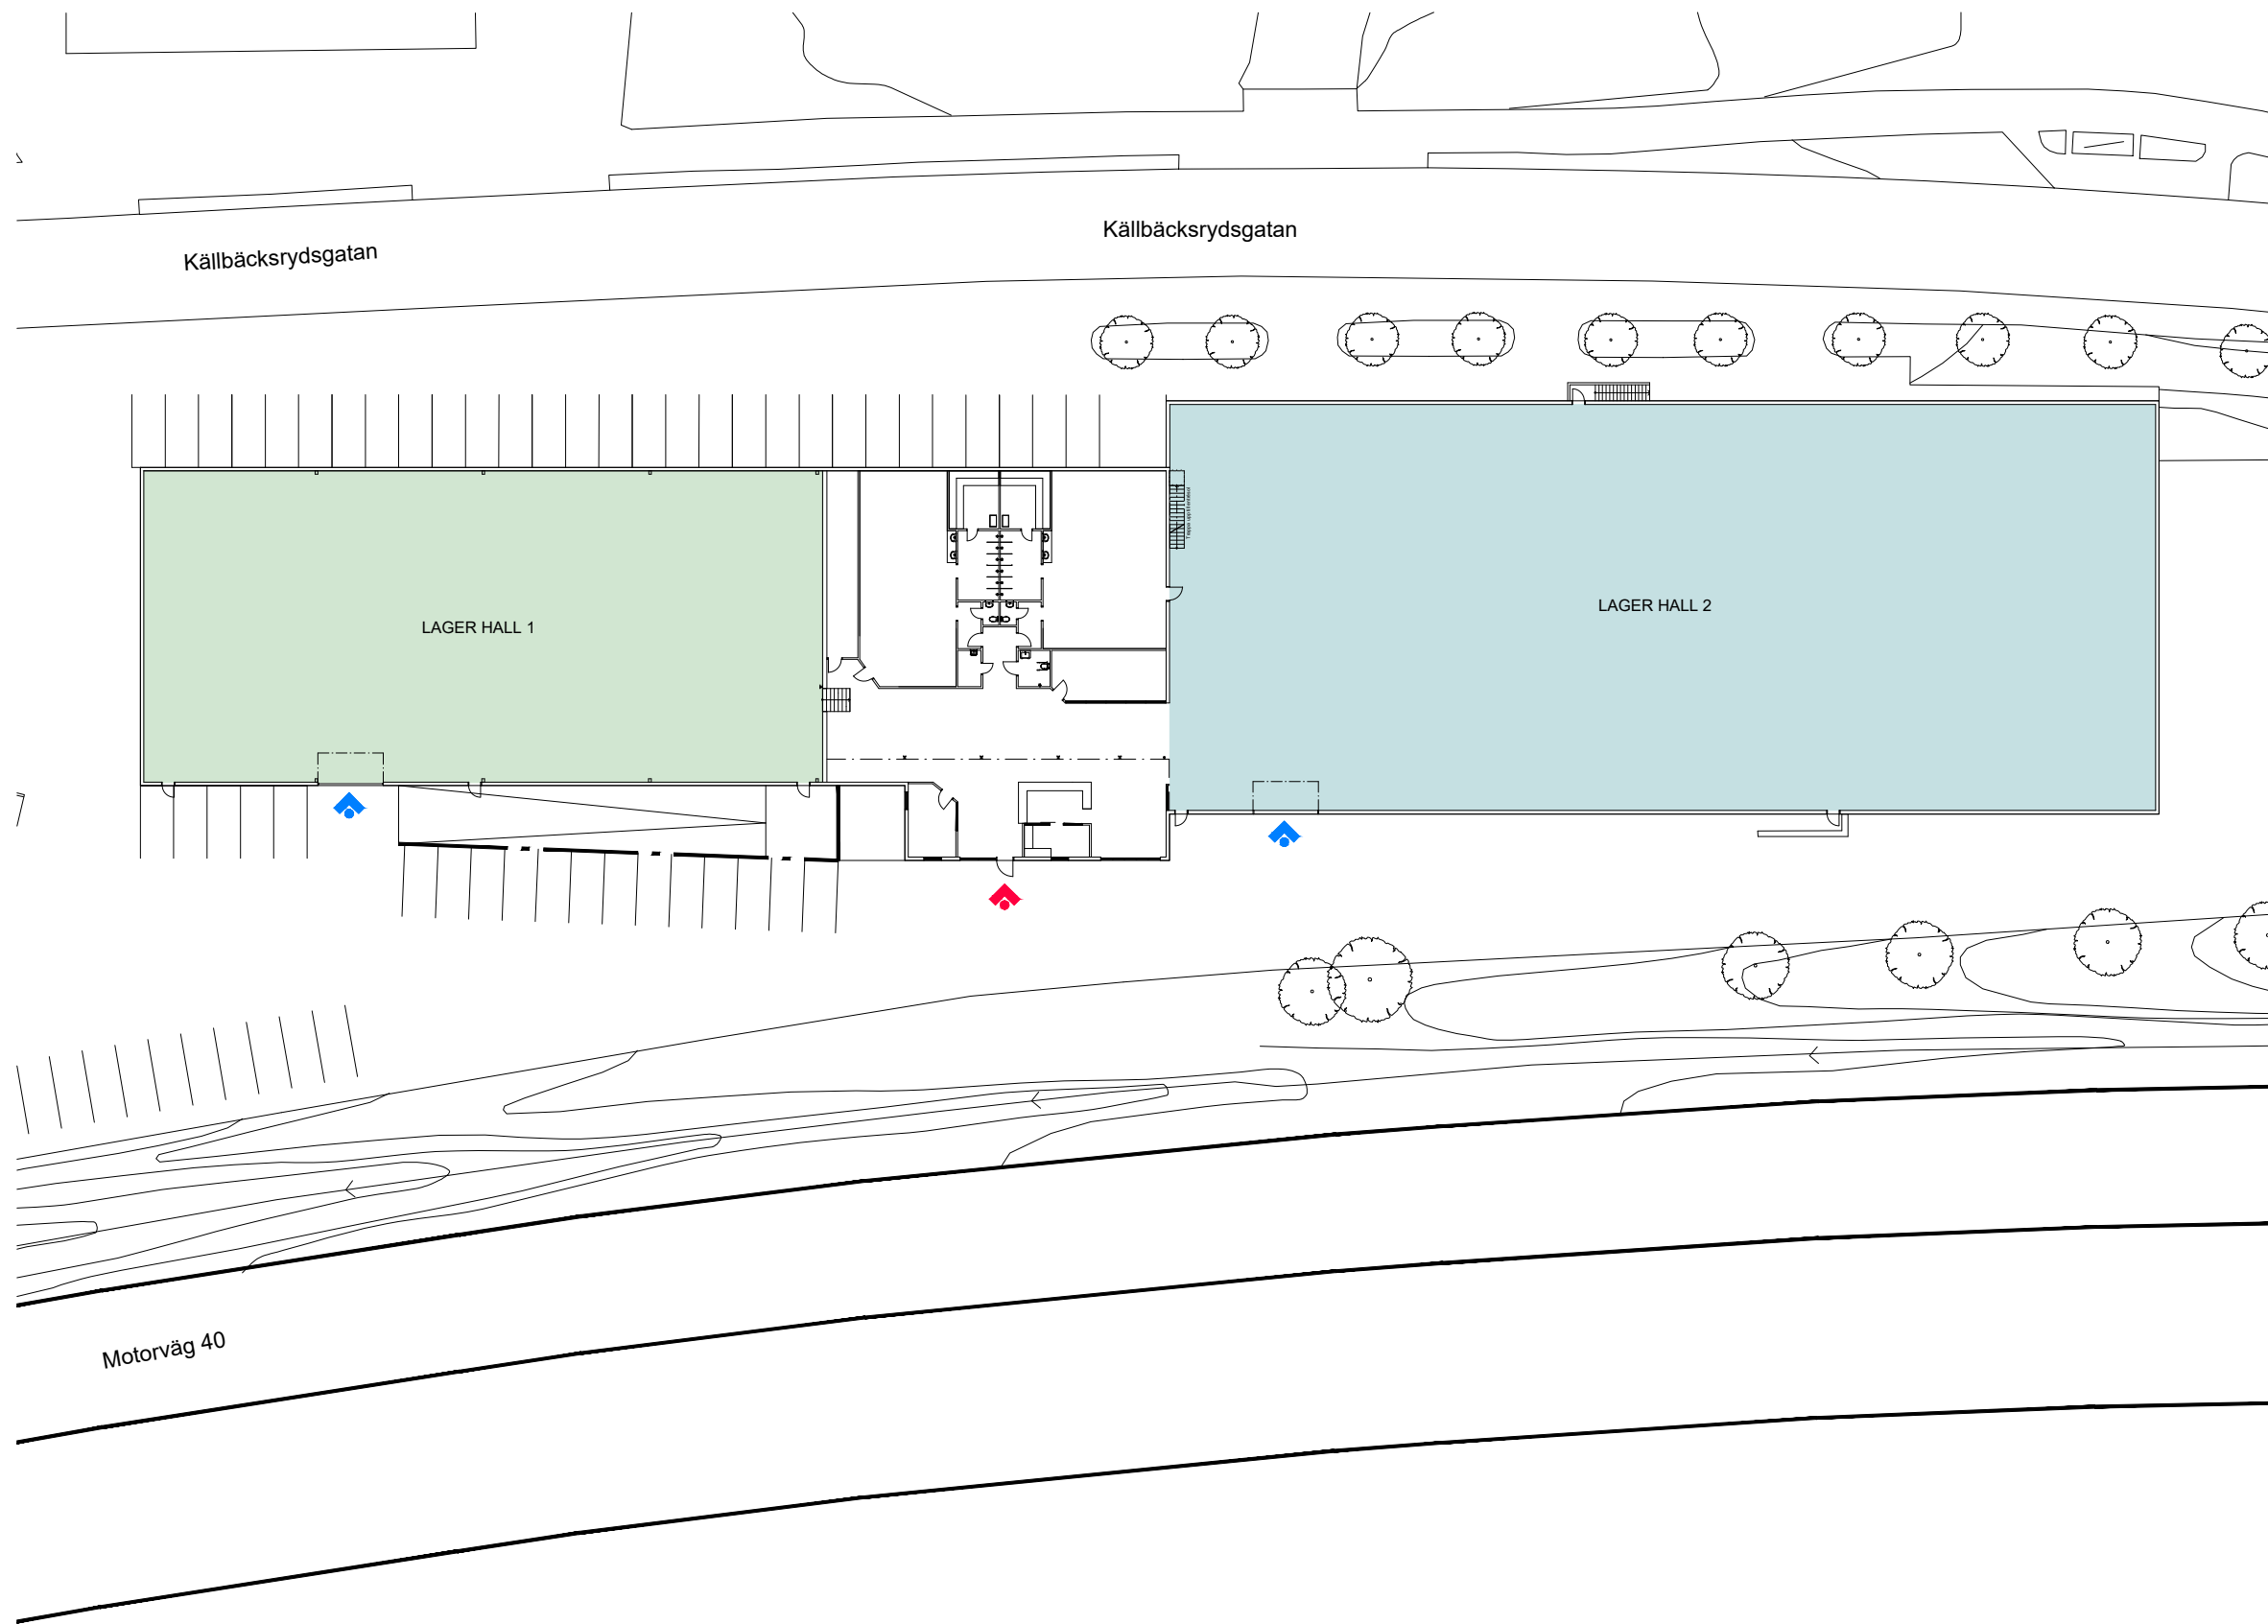 Källbäcksrydsgatan
Källbäcksrydsgatan
LAGER HALL 1
LAGER HALL 2
Motorväg 40